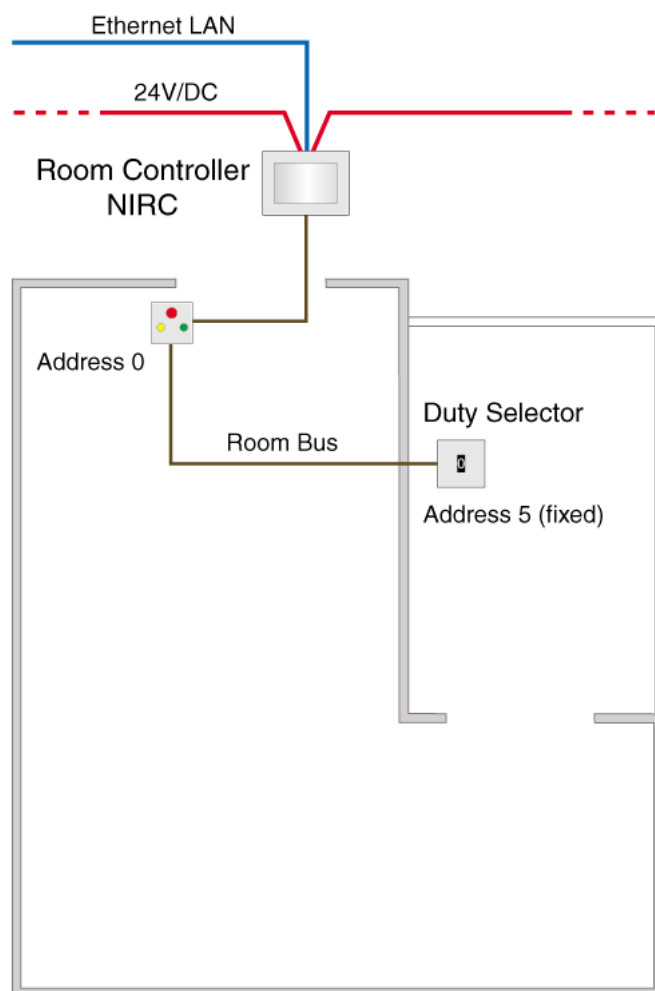 Ethernet LAN
24V/DC
Room Controller
NIRC
Address 0
Duty Selector
Room Bus
0
Address 5 (fixed)